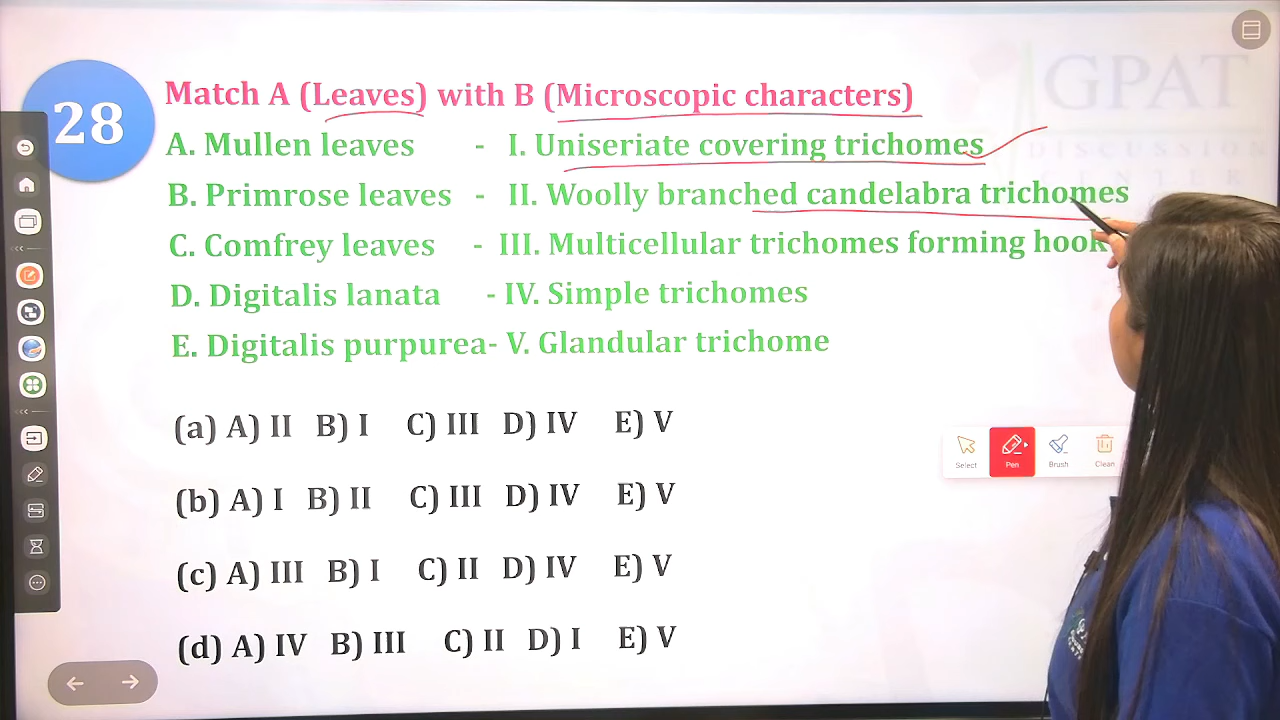 GPAT
DISCUSSION
CENTER
28
Match A (Leaves) with B (Microscopic characters)
A. Mullen leaves - I. Uniseriate covering trichomes
B. Primrose leaves - II. Woolly branched candelabra trichomes
C. Comfrey leaves - III. Multicellular trichomes forming hook
D. Digitalis lanata - IV. Simple trichomes
E. Digitalis purpurea- V. Glandular trichome
(a) A) II B) I C) III D) IV E) V
(b) A) I B) II C) III D) IV E) V
(c) A) III B) I C) II D) IV E) V
(d) A) IV B) III C) II D) I E) V
Select Pen Brush Clean